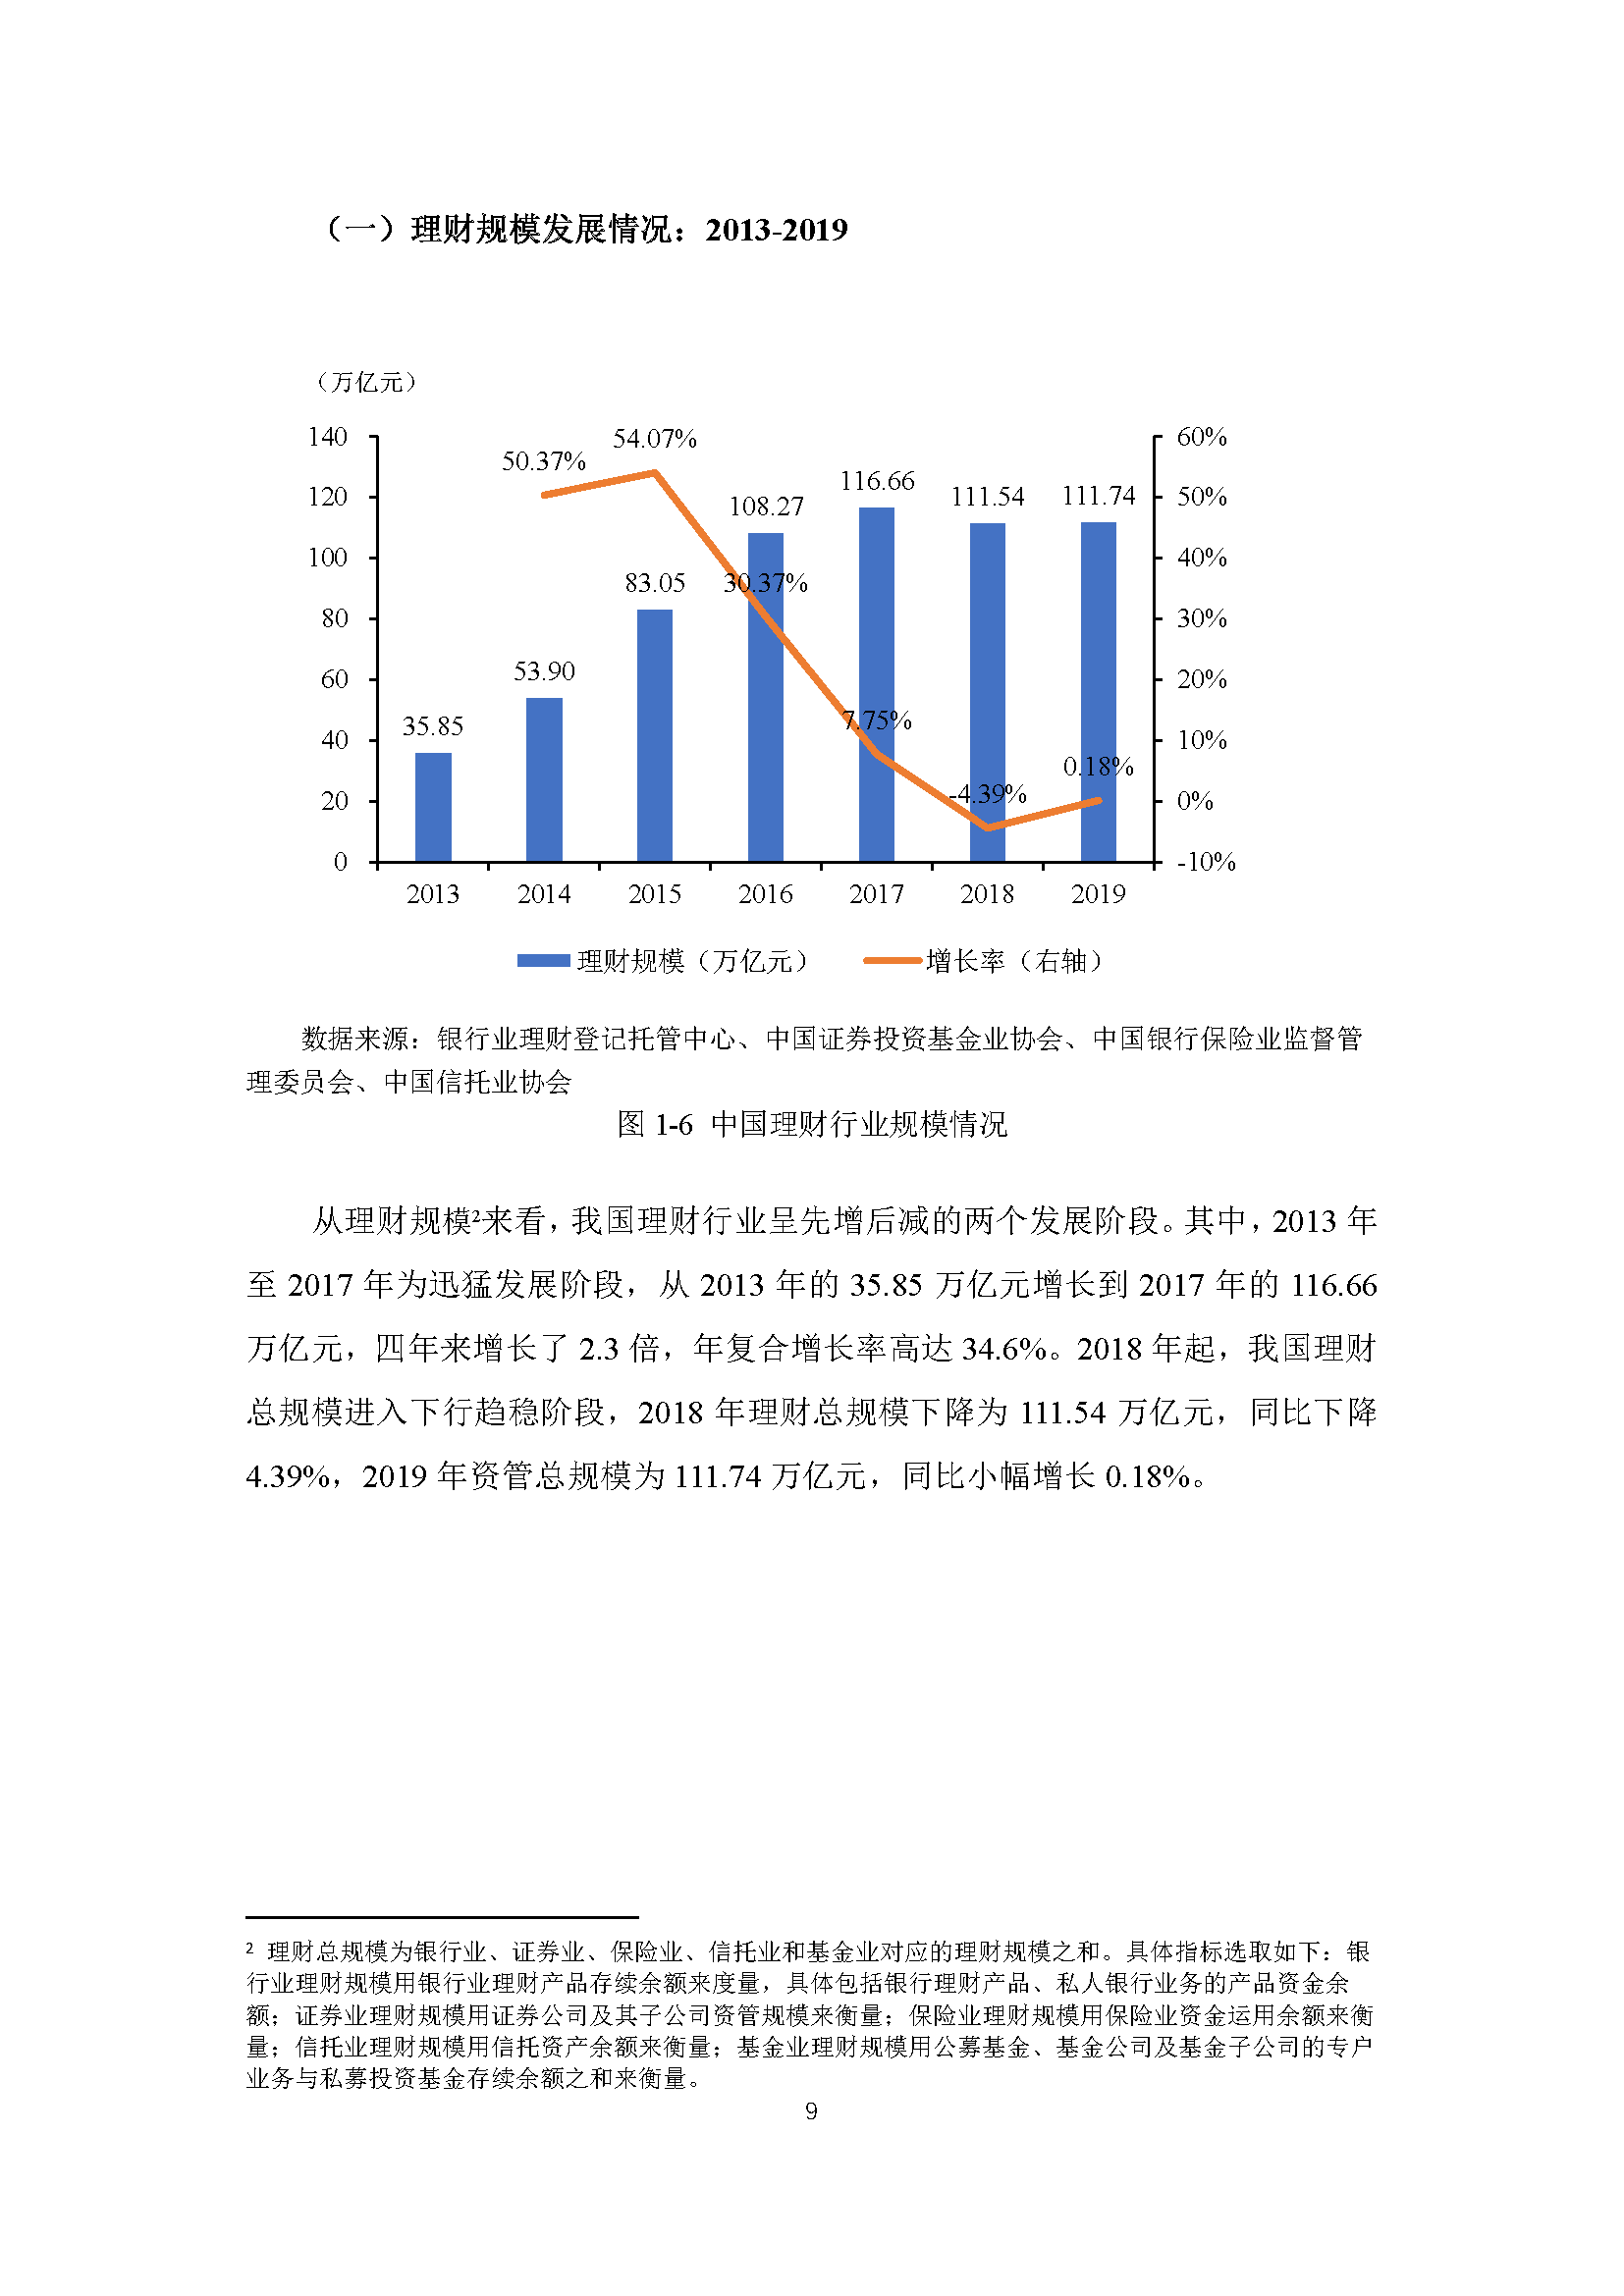 （一）理财规模发展情况：2013-2019
（万亿元）
140
120
100
80
60
40
20
0
60%
50%
40%
30%
20%
10%
0%
-10%
50.37%
54.07%
30.37%
7.75%
-4.39%
0.18%
35.85
53.90
83.05
108.27
116.66
111.54
111.74
2013 2014 2015 2016 2017 2018 2019
理财规模（万亿元） 增长率（右轴）
数据来源：银行业理财登记托管中心、中国证券投资基金业协会、中国银行保险业监督管
理委员会、中国信托业协会
图 1-6 中国理财行业规模情况
从理财规模²来看，我国理财行业呈先增后减的两个发展阶段。其中，2013 年
至 2017 年为迅猛发展阶段，从 2013 年的 35.85 万亿元增长到 2017 年的 116.66
万亿元，四年来增长了 2.3 倍，年复合增长率高达 34.6%。2018 年起，我国理财
总规模进入下行趋稳阶段，2018 年理财总规模下降为 111.54 万亿元，同比下降
4.39%，2019 年资管总规模为 111.74 万亿元，同比小幅增长 0.18%。
² 理财总规模为银行业、证券业、保险业、信托业和基金业对应的理财规模之和。具体指标选取如下：银
行业理财规模用银行业理财产品存续余额来度量，具体包括银行理财产品、私人银行业务的产品资金余
额；证券业理财规模用证券公司及其子公司资管规模来衡量；保险业理财规模用保险业资金运用余额来衡
量；信托业理财规模用信托资产余额来衡量；基金业理财规模用公募基金、基金公司及基金子公司的专户
业务与私募投资基金存续余额之和来衡量。
9